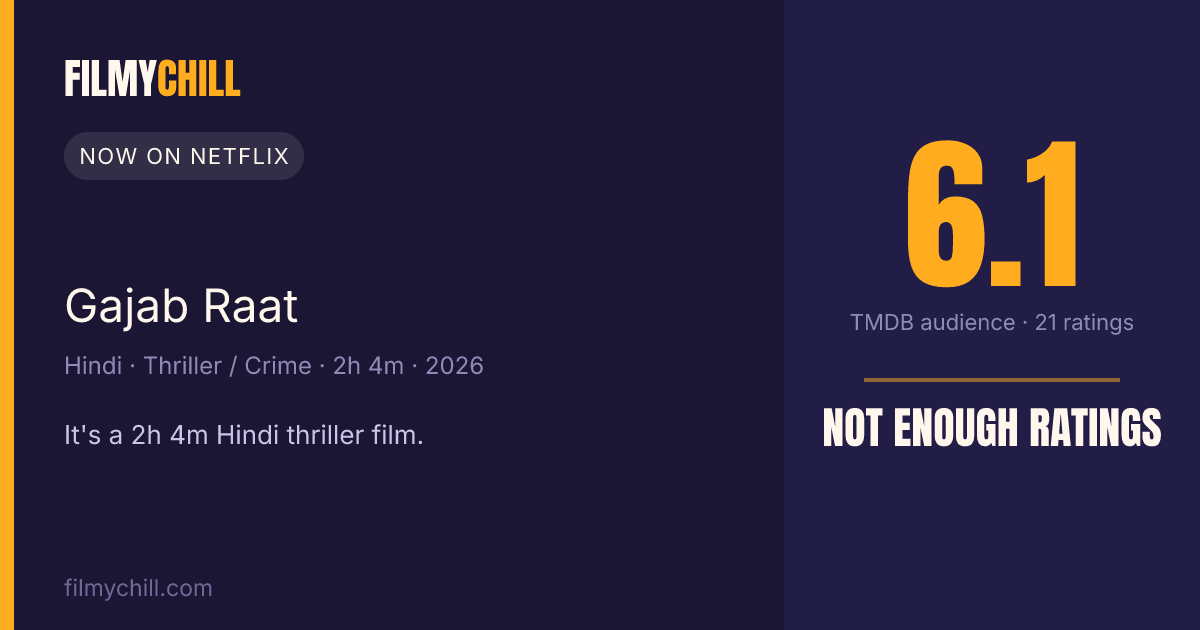 FILMYCHILL
NOW ON NETFLIX
Gajab Raat
Hindi · Thriller / Crime · 2h 4m · 2026
It's a 2h 4m Hindi thriller film.
filmychill.com
6.1
TMDB audience · 21 ratings
NOT ENOUGH RATINGS